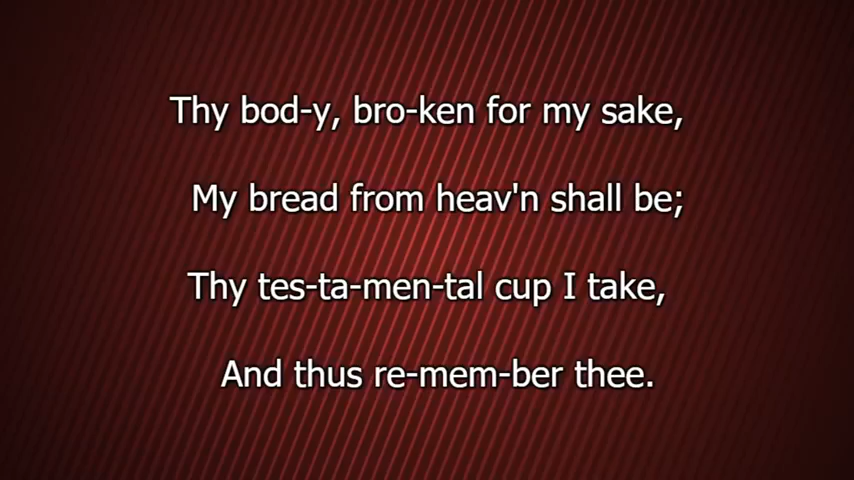 Thy bod-y, bro-ken for my sake,
My bread from heav'n shall be;
Thy tes-ta-men-tal cup I take,
And thus re-mem-ber thee.